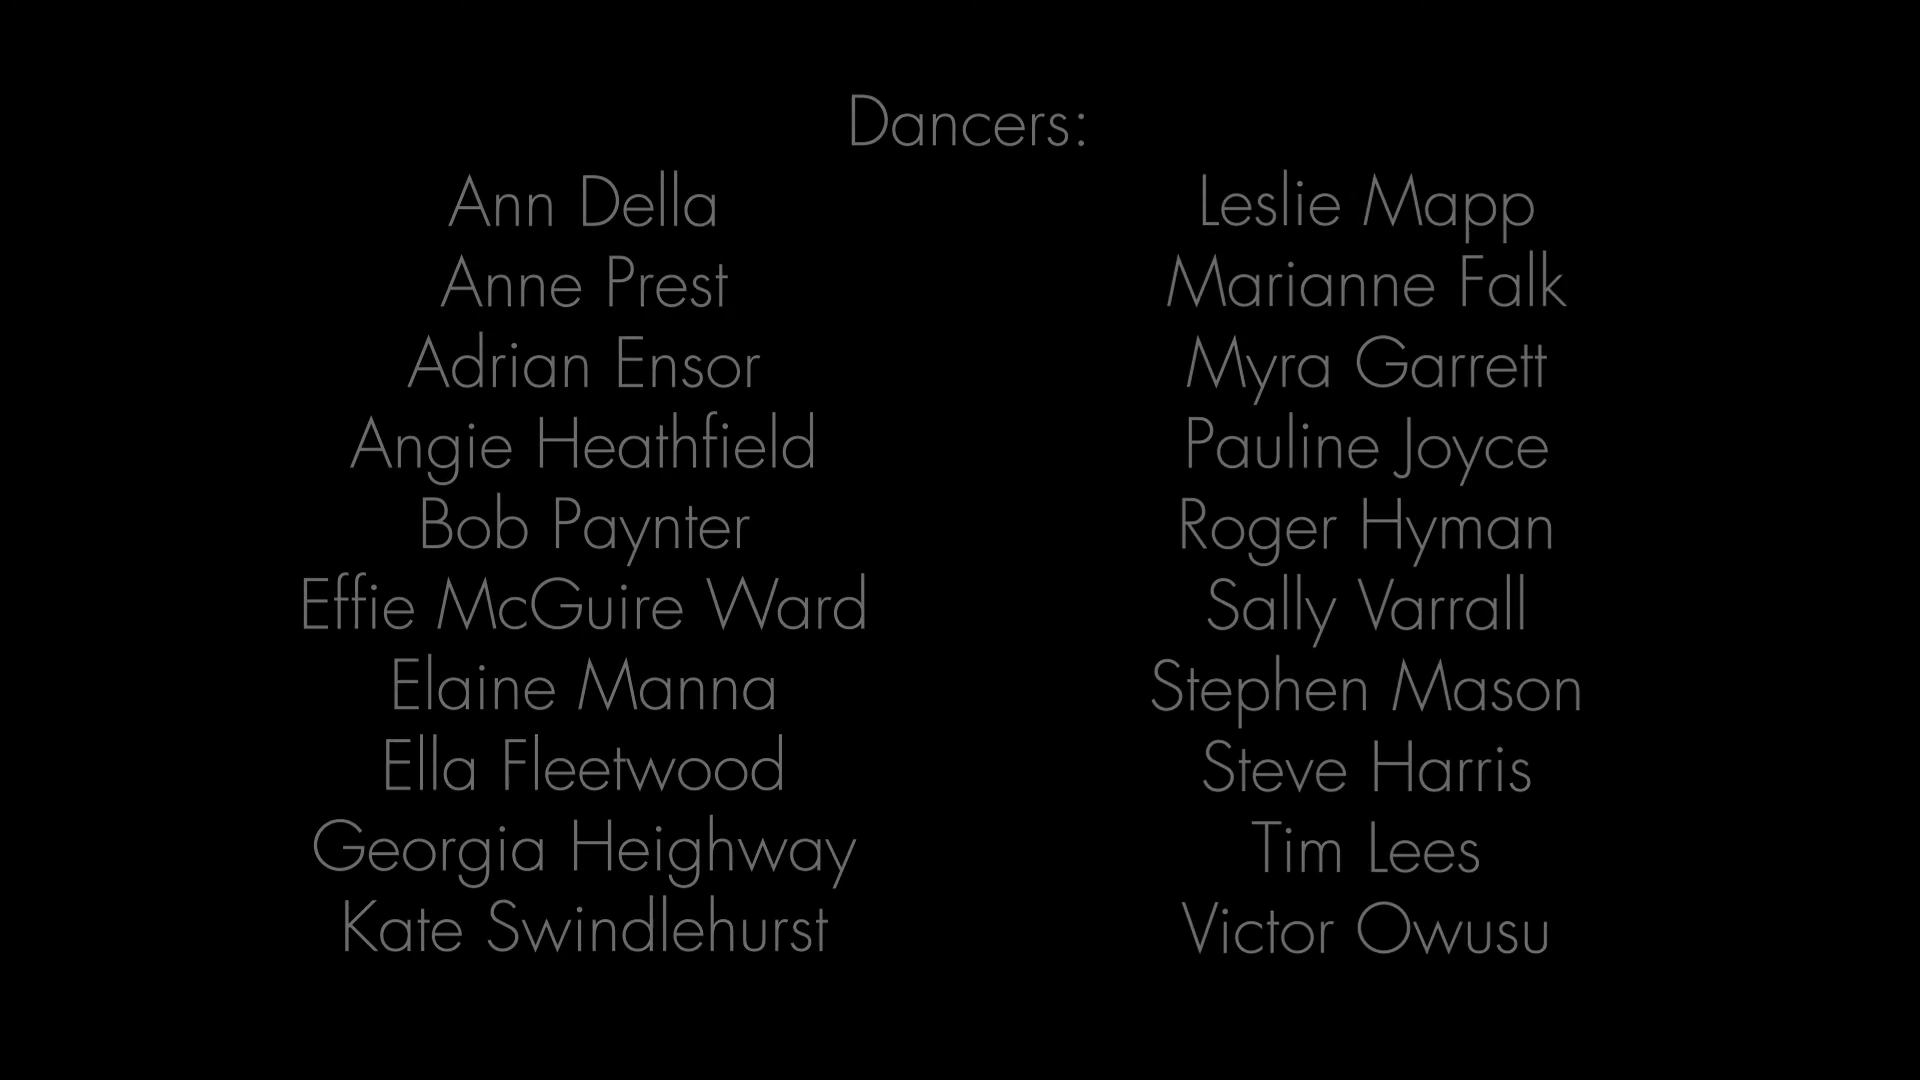 Dancers:
Ann Della
Anne Prest
Adrian Ensor
Angie Heathfield
Bob Paynter
Effie McGuire Ward
Elaine Manna
Ella Fleetwood
Georgia Heighway
Kate Swindlehurst
Leslie Mapp
Marianne Falk
Myra Garrett
Pauline Joyce
Roger Hyman
Sally Varrall
Stephen Mason
Steve Harris
Tim Lees
Victor Owusu